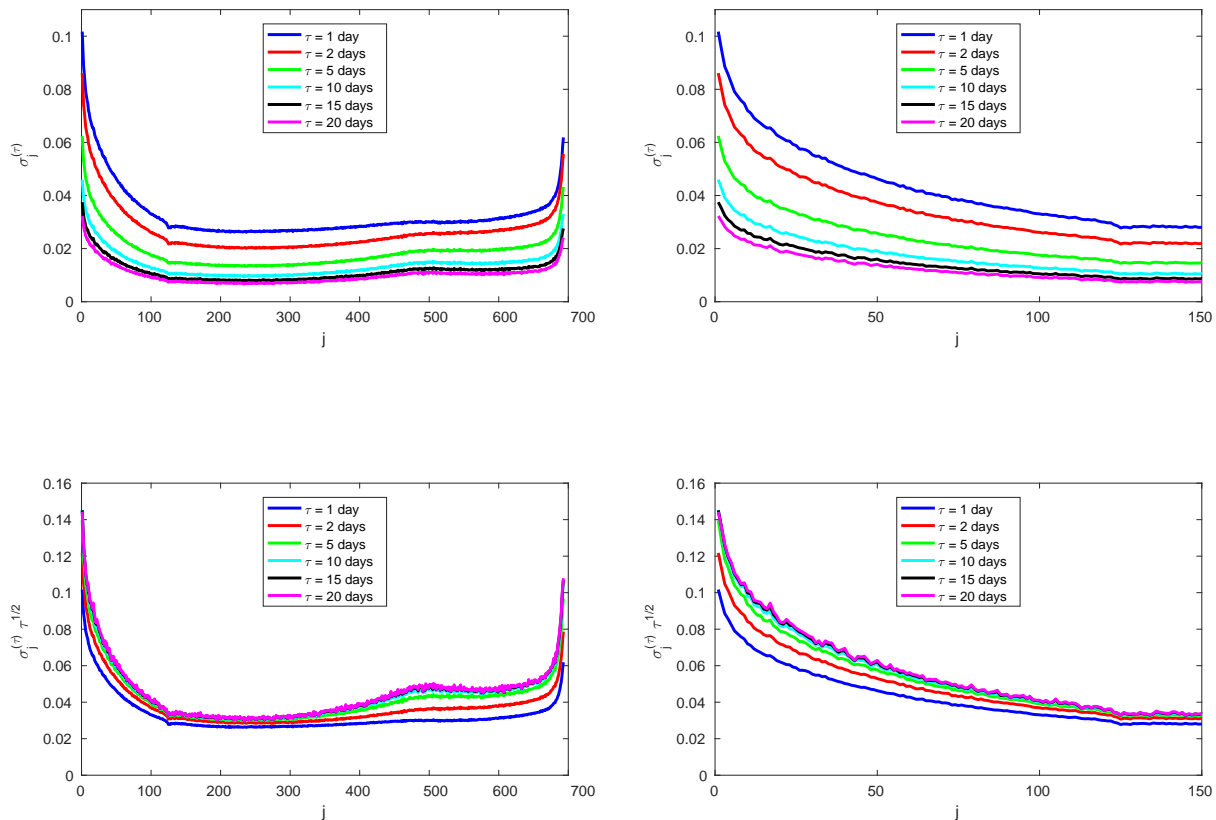 0.1
0.08
0.06
0.04
0.02
0
σj(τ)
τ = 1 day
τ = 2 days
τ = 5 days
τ = 10 days
τ = 15 days
τ = 20 days
0 100 200 300 400 500 600 700
j
0.1
0.08
0.06
0.04
0.02
0
σj(τ)
τ = 1 day
τ = 2 days
τ = 5 days
τ = 10 days
τ = 15 days
τ = 20 days
0 50 100 150
j
0.16
0.14
0.12
0.1
0.08
0.06
0.04
0.02
0
σj(τ) τ1/2
τ = 1 day
τ = 2 days
τ = 5 days
τ = 10 days
τ = 15 days
τ = 20 days
0 100 200 300 400 500 600 700
j
0.16
0.14
0.12
0.1
0.08
0.06
0.04
0.02
0
σj(τ) τ1/2
τ = 1 day
τ = 2 days
τ = 5 days
τ = 10 days
τ = 15 days
τ = 20 days
0 50 100 150
j